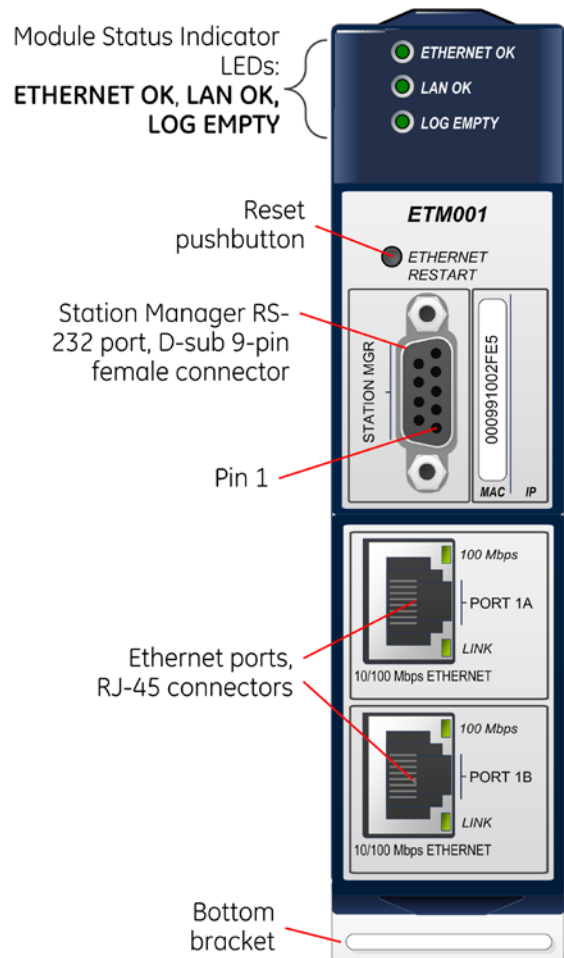 Module Status Indicator
LEDs:
ETHERNET OK, LAN OK,
LOG EMPTY
ETHERNET OK
LAN OK
LOG EMPTY
ETM001
Reset
pushbutton
ETHERNET
RESTART
Station Manager RS-
232 port, D-sub 9-pin
female connector
STATION MGR
000991002FE5
Pin 1
MAC
IP
100 Mbps
PORT 1A
LINK
10/100 Mbps ETHERNET
Ethernet ports,
RJ-45 connectors
100 Mbps
PORT 1B
LINK
10/100 Mbps ETHERNET
Bottom
bracket